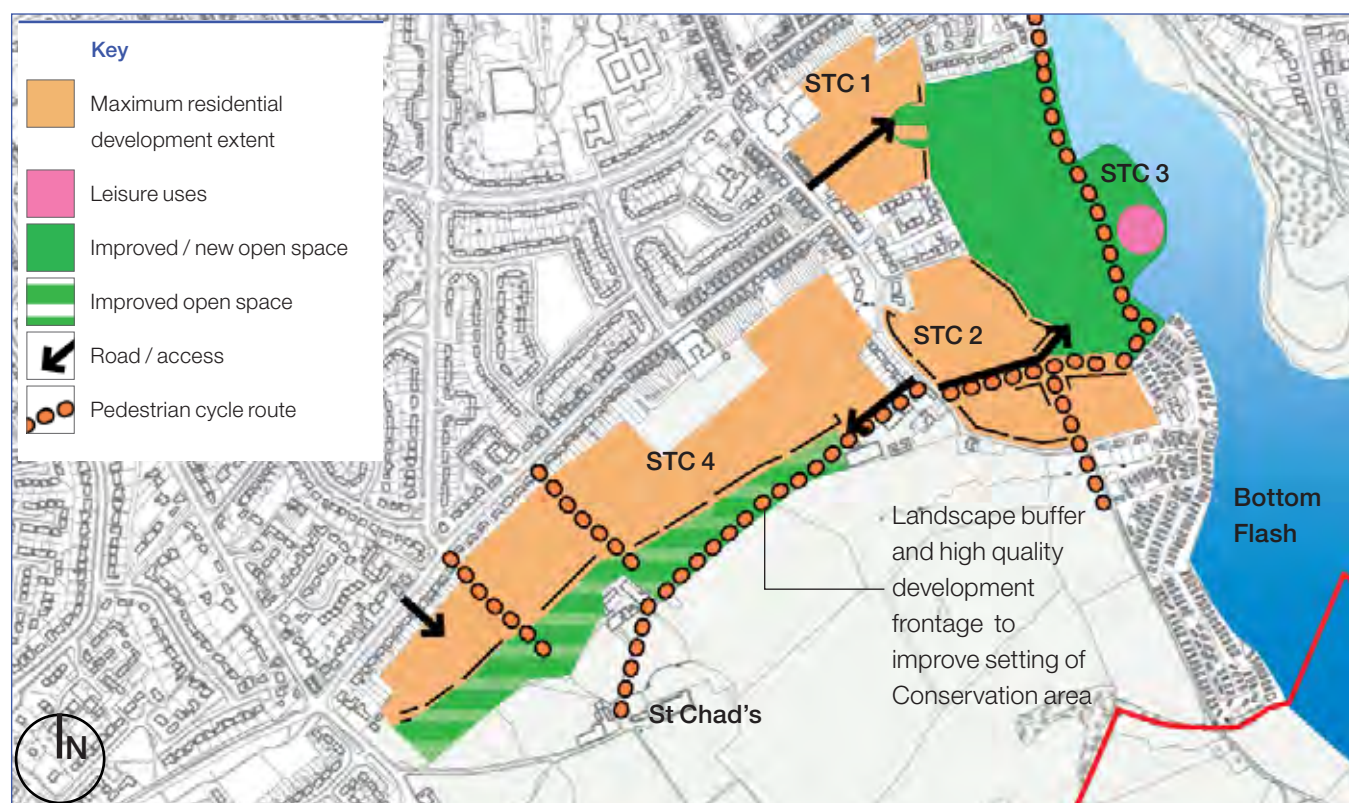 Key
Maximum residential
development extent
Leisure uses
Improved / new open space
Improved open space
Road / access
Pedestrian cycle route
STC 1
STC 3
STC 2
STC 4
Landscape buffer
and high quality
development
frontage to
improve setting of
Conservation area
Bottom
Flash
St Chad's
N